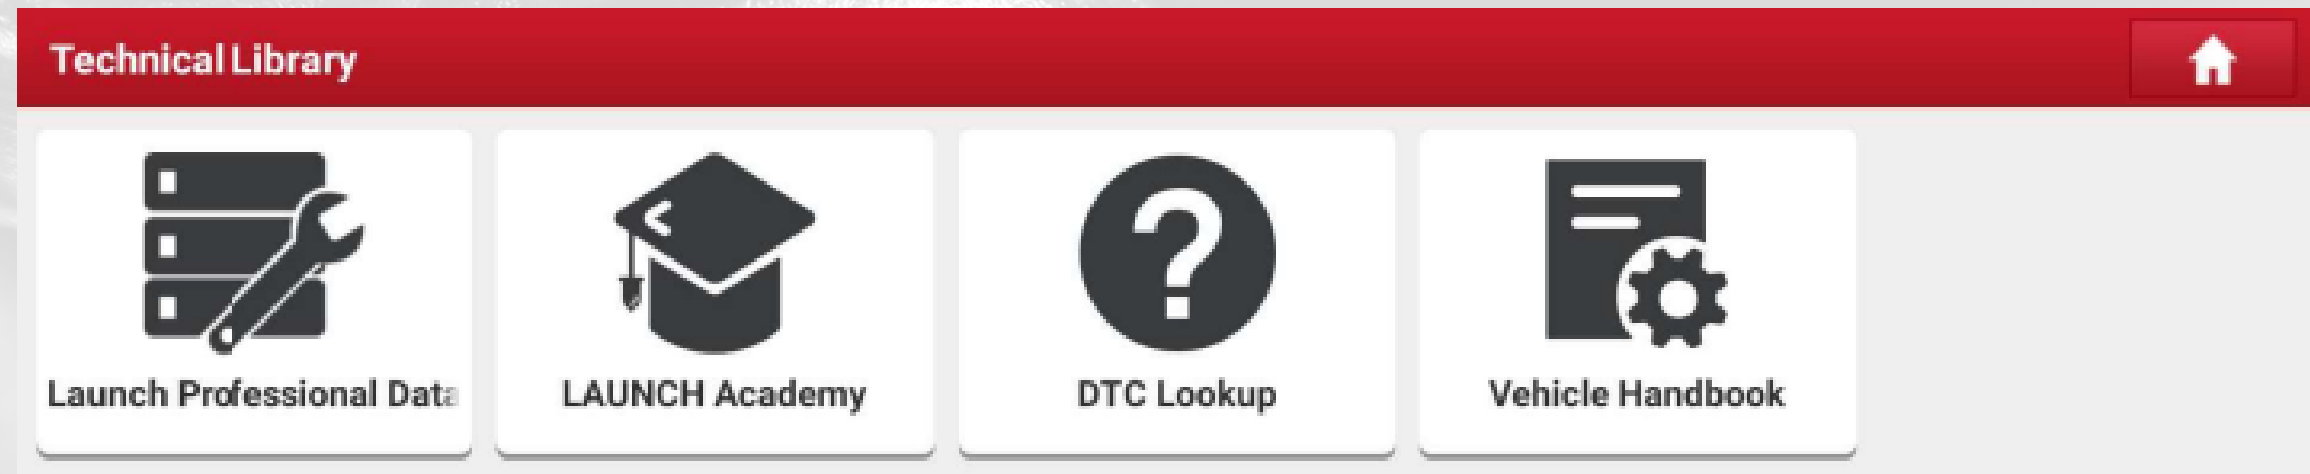 Technical Library
Launch Professional Data
LAUNCH Academy
DTC Lookup
Vehicle Handbook